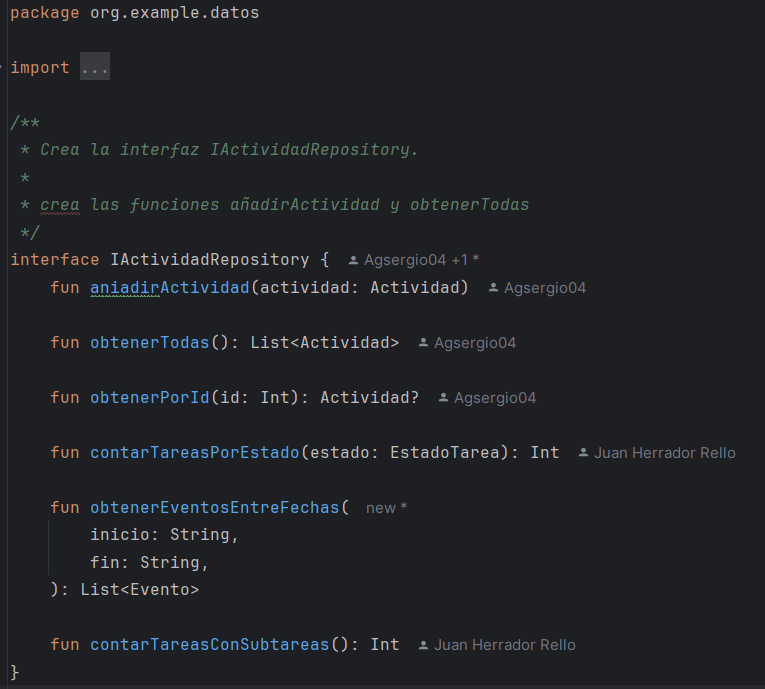 package org.example.datos
import ...
/**
 * Crea la interfaz IActividadRepository.
 *
 * crea las funciones añadirActividad y obtenerTodas
 */
interface IActividadRepository { Agsergio04 +1 *
    fun aniadirActividad(actividad: Actividad) Agsergio04
    fun obtenerTodas(): List<Actividad> Agsergio04
    fun obtenerPorId(id: Int): Actividad? Agsergio04
    fun contarTareasPorEstado(estado: EstadoTarea): Int Juan Herrador Rello
    fun obtenerEventosEntreFechas( new *
        inicio: String,
        fin: String,
    ): List<Evento>
    fun contarTareasConSubtareas(): Int Juan Herrador Rello
}